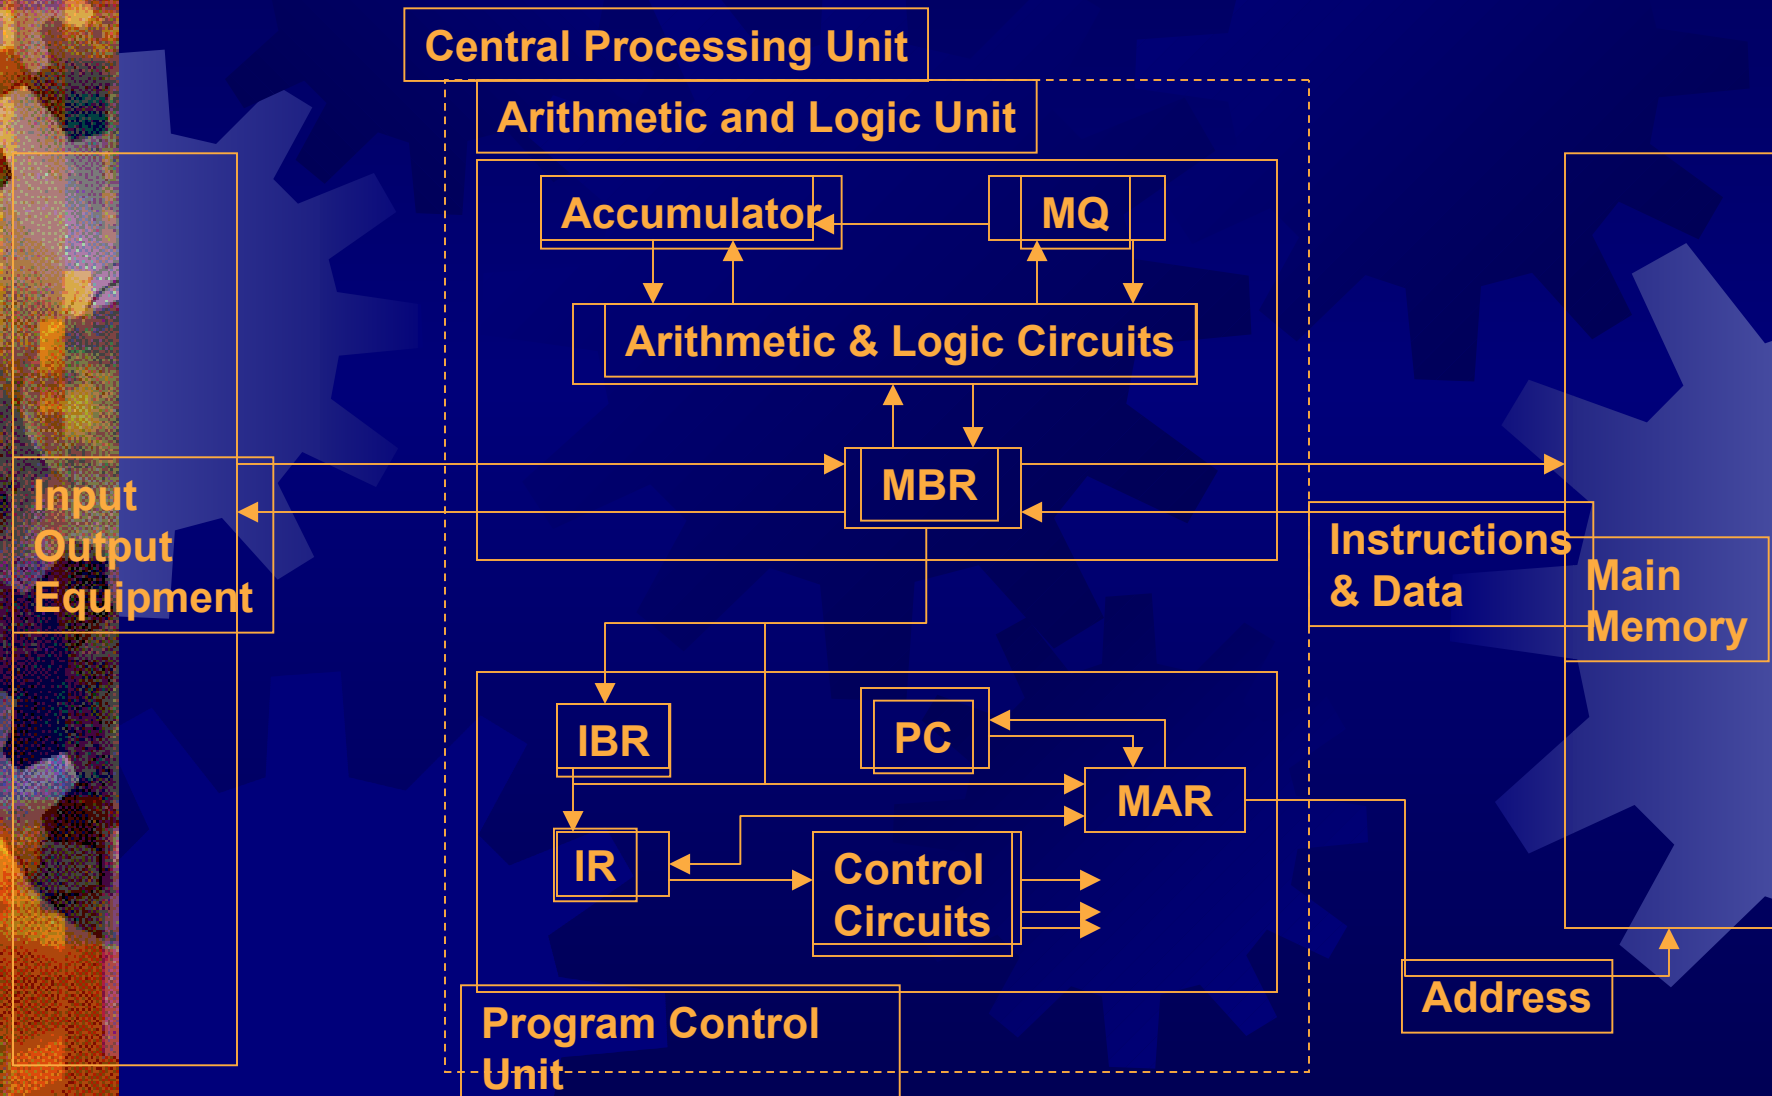 Central Processing Unit
Arithmetic and Logic Unit
Accumulator
MQ
Arithmetic & Logic Circuits
MBR
Input
Output
Equipment
Instructions
& Data
Main
Memory
IBR
PC
MAR
IR
Control
Circuits
Address
Program Control
Unit